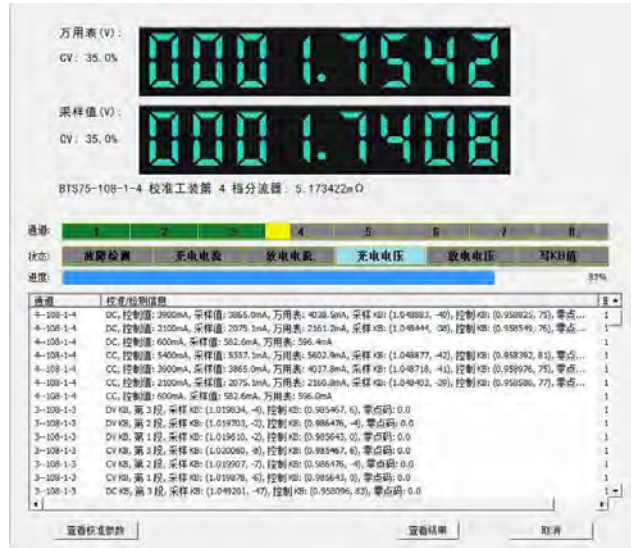 万用表(V):
CV: 35.0%
0001.7542
采样值(V):
CV: 35.0%
0001.7408
BTS75-108-1-4 校准工装第 4 档分流器: 5.173422mΩ
通道: 1 2 3 4 5 6 7 8
状态: 故障检测 充电电流 放电电流 充电电压 放电电压 写KB值
进度: 83%
通道 校准/检测信息
4--108-1-4 DC, 控制值: 3900mA, 采样值: 3865.0mA, 万用表: 4038.5mA, 采样 KB: (1.048883, -40), 控制 KB: (0.958825, 75), 零点... 1
4--108-1-4 DC, 控制值: 2100mA, 采样值: 2075.1mA, 万用表: 2161.2mA, 采样 KB: (1.048444, -38), 控制 KB: (0.958549, 76), 零点... 1
4--108-1-4 DC, 控制值: 600mA, 采样值: 582.6mA, 万用表: 596.4mA 1
4--108-1-4 CC, 控制值: 5400mA, 采样值: 5357.1mA, 万用表: 5602.9mA, 采样 KB: (1.048877, -42), 控制 KB: (0.958392, 81), 零点... 1
4--108-1-4 CC, 控制值: 3900mA, 采样值: 3865.0mA, 万用表: 4037.8mA, 采样 KB: (1.048718, -41), 控制 KB: (0.958976, 75), 零点... 1
4--108-1-4 CC, 控制值: 2100mA, 采样值: 2075.1mA, 万用表: 2160.8mA, 采样 KB: (1.048403, -39), 控制 KB: (0.958586, 77), 零点... 1
4--108-1-4 CC, 控制值: 600mA, 采样值: 582.6mA, 万用表: 596.0mA 1
3--108-1-3 DV KB, 第 3 段, 采样 KB: (1.019834, -4), 控制 KB: (0.985467, 6), 零点码: 0.0 1
3--108-1-3 DV KB, 第 2 段, 采样 KB: (1.019703, -2), 控制 KB: (0.986476, -4), 零点码: 0.0 1
3--108-1-3 DV KB, 第 1 段, 采样 KB: (1.019610, -2), 控制 KB: (0.985643, 0), 零点码: 0.0 1
3--108-1-3 CV KB, 第 3 段, 采样 KB: (1.020080, -8), 控制 KB: (0.985467, 6), 零点码: 0.0 1
3--108-1-3 CV KB, 第 2 段, 采样 KB: (1.019907, -7), 控制 KB: (0.986476, -4), 零点码: 0.0 1
3--108-1-3 CV KB, 第 1 段, 采样 KB: (1.019878, -6), 控制 KB: (0.985643, 0), 零点码: 0.0 1
3--108-1-3 DC KB, 第 3 段, 采样 KB: (1.049201, -47), 控制 KB: (0.958096, 83), 零点码: 0.0 1
查看校准参数 查看结果 取消